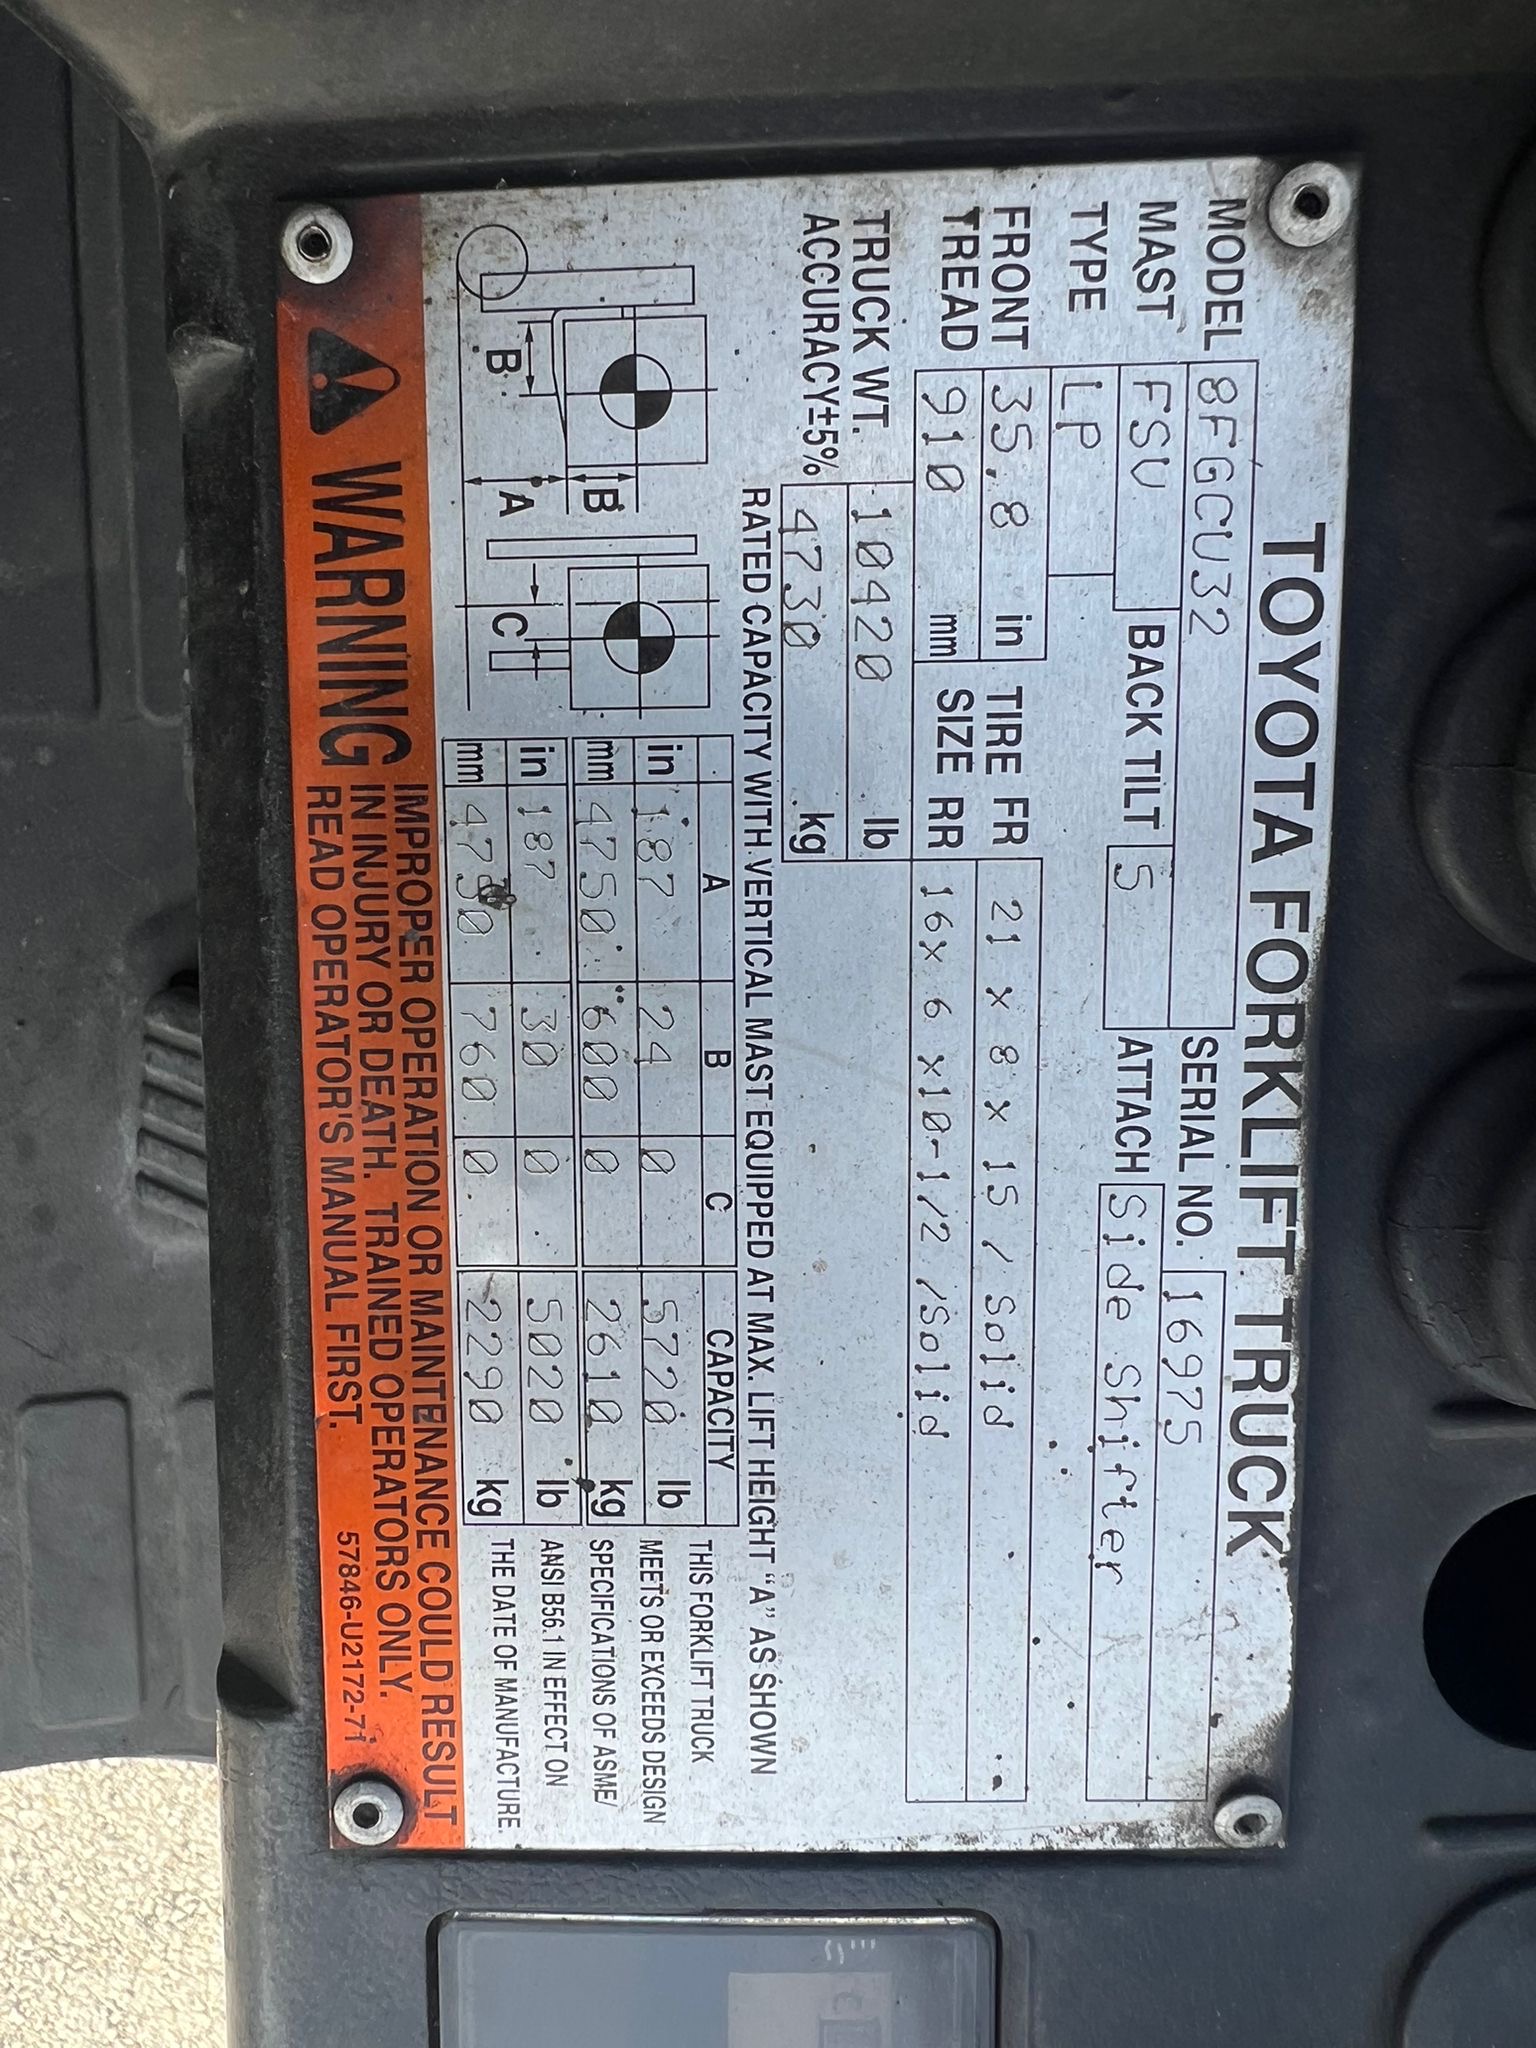 TOYOTA FORKLIFT TRUCK
MODEL 8FGCU32 SERIAL NO. 16975
MAST FSV BACK TILT 5 ATTACH Side Shifter
TYPE LP
FRONT 35,8 in TIRE FR 21 x 8 x 15 / Solid
TREAD 910 mm SIZE RR 16x 6 x10-1/2 /Solid
TRUCK WT. 10420 lb
ACCURACY±5% 4730 kg
RATED CAPACITY WITH VERTICAL MAST EQUIPPED AT MAX. LIFT HEIGHT "A" AS SHOWN
B B A C
A B C CAPACITY
in 187 24 0 5720 lb
mm 4750 600 0 2610 kg
in 187 30 0 5020 lb
mm 4750 760 0 2290 kg
THIS FORKLIFT TRUCK
MEETS OR EXCEEDS DESIGN
SPECIFICATIONS OF ASME/
ANSI B56.1 IN EFFECT ON
THE DATE OF MANUFACTURE.
WARNING
IMPROPER OPERATION OR MAINTENANCE COULD RESULT
IN INJURY OR DEATH. TRAINED OPERATORS ONLY.
READ OPERATOR'S MANUAL FIRST.
57846-U2172-71